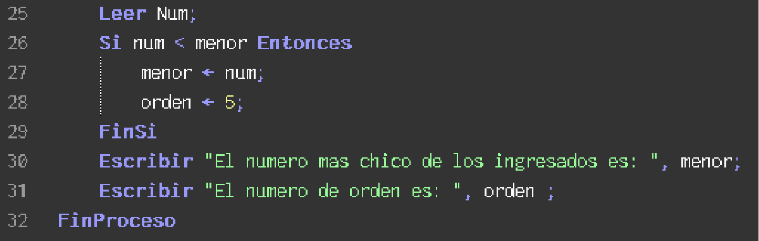 25 Leer Num;
26 Si num < menor Entonces
27 menor ← num;
28 orden ← 5;
29 FinSi
30 Escribir "El numero mas chico de los ingresados es: ", menor;
31 Escribir "El numero de orden es: ", orden ;
32 FinProceso